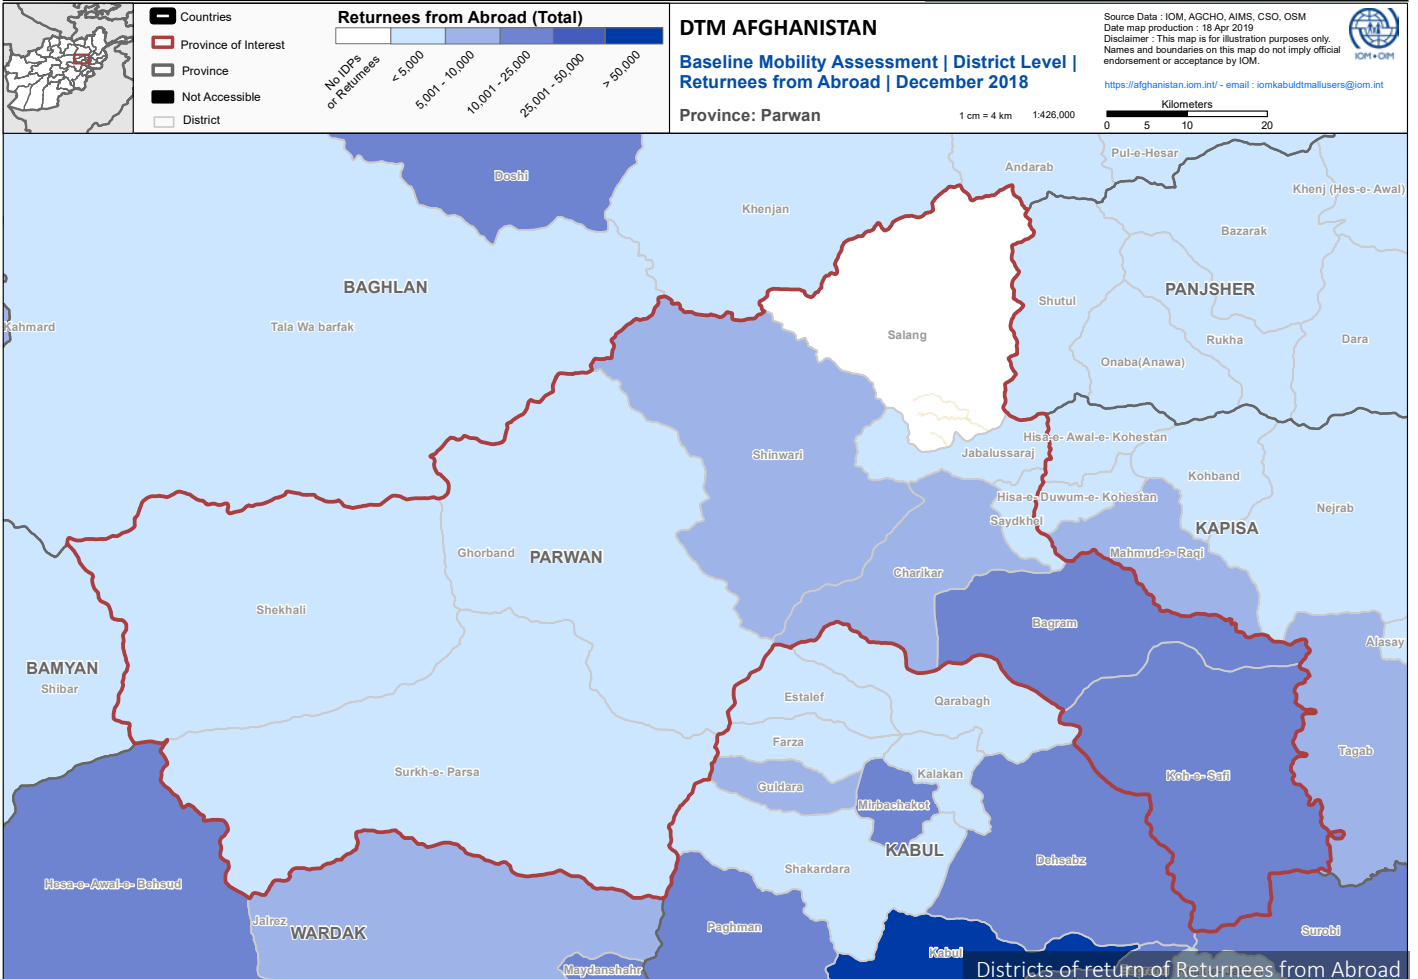 Countries
Province of Interest
Province
Not Accessible
District
Returnees from Abroad (Total)
No IDPs
or Returnees
< 5,000
5,001 - 10,000
10,001 -25,000
25,001 -50,000
> 50,000
DTM AFGHANISTAN
Baseline Mobility Assessment | District Level |
Returnees from Abroad | December 2018
Province: Parwan
1 cm = 4 km
1:426,000
Source Data : IOM, AGCHO, AIMS, CSO, OSM
Date map production : 18 Apr 2019
Disclaimer : This map is for illustration purposes only.
Names and boundaries on this map do not imply official
endorsement or acceptance by IOM.
https://afghanistan.iom.int/ - email : iomkabuldtmallusers@iom.int
IOM•OIM
Kilometers
0 5 10 20
Pul-e-Hesar
Andarab
Doshi
Khenj (Hes-e- Awal)
Khenjan
Bazarak
BAGHLAN
PANJSHER
Shutul
Kahmard
Tala Wa barfak
Salang
Rukha
Dara
Onaba(Anawa)
Hisa-e- Awal-e- Kohestan
Shinwari
Jabalussaraj
Kohband
Hisa-e- Duwum-e- Kohestan
Nejrab
Saydkhel
KAPISA
Ghorband
PARWAN
Mahmud-e- Raqi
Charikar
Shekhali
Bagram
Alasay
BAMYAN
Shibar
Estalef
Qarabagh
Farza
Tagab
Surkh-e- Parsa
Kalakan
Koh-e- Safi
Guldara
Mirbachakot
KABUL
Dehsabz
Shakardara
Hesa-e- Awal-e- Behsud
Jalrez
WARDAK
Paghman
Surobi
Kabul
Maydanshahr
Districts of return of Returnees from Abroad